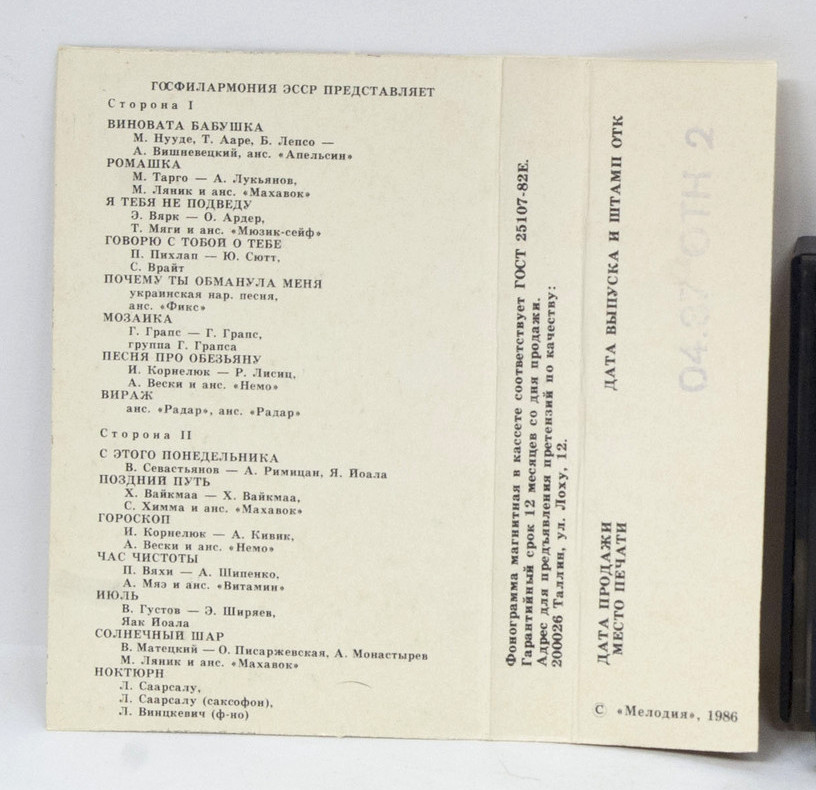 ГОСФИЛАРМОНИЯ ЭССР ПРЕДСТАВЛЯЕТ
Сторона I
ВИНОВАТА БАБУШКА
М. Нууде, Т. Ааре, Б. Лепсо —
А. Вишневецкий, анс. «Апельсин»
РОМАШКА
М. Тарго — А. Лукьянов,
М. Ляник и анс. «Махавок»
Я ТЕБЯ НЕ ПОДВЕДУ
Э. Вярк — О. Ардер,
Т. Мяги и анс. «Мюзик-сейф»
ГОВОРЮ С ТОБОЙ О ТЕБЕ
П. Пихлап — Ю. Сютт,
С. Врайт
ПОЧЕМУ ТЫ ОБМАНУЛА МЕНЯ
украинская нар. песня,
анс. «Фикс»
МОЗАИКА
Г. Грапс — Г. Грапс,
группа Г. Грапса
ПЕСНЯ ПРО ОБЕЗЬЯНУ
И. Корнелюк — Р. Лисиц,
А. Вески и анс. «Немо»
ВИРАЖ
анс. «Радар», анс. «Радар»
Сторона II
С ЭТОГО ПОНЕДЕЛЬНИКА
В. Севастьянов — А. Римицан, Я. Йоала
ПОЗДНИЙ ПУТЬ
Х. Вайкмаа — Х. Вайкмаа,
С. Химма и анс. «Махавок»
ГОРОСКОП
И. Корнелюк — А. Кивик,
А. Вески и анс. «Немо»
ЧАС ЧИСТОТЫ
П. Вяхи — А. Шипенко,
А. Мяэ и анс. «Витамин»
ИЮЛЬ
В. Густов — Э. Ширяев,
Яак Йоала
СОЛНЕЧНЫЙ ШАР
В. Матецкий — О. Писаржевская, А. Монастырев
М. Ляник и анс. «Махавок»
НОКТЮРН
Л. Саарсалу,
Л. Саарсалу (саксофон),
Л. Винцкевич (ф-но)
Фонограмма магнитная в кассете соответствует ГОСТ 25107-82Е.
Гарантийный срок 12 месяцев со дня продажи.
Адрес для предъявления претензий по качеству:
200026 Таллин, ул. Лоху, 12.
ДАТА ВЫПУСКА И ШТАМП ОТК
04.87 ОТН 2
ДАТА ПРОДАЖИ
МЕСТО ПЕЧАТИ
© «Мелодия», 1986